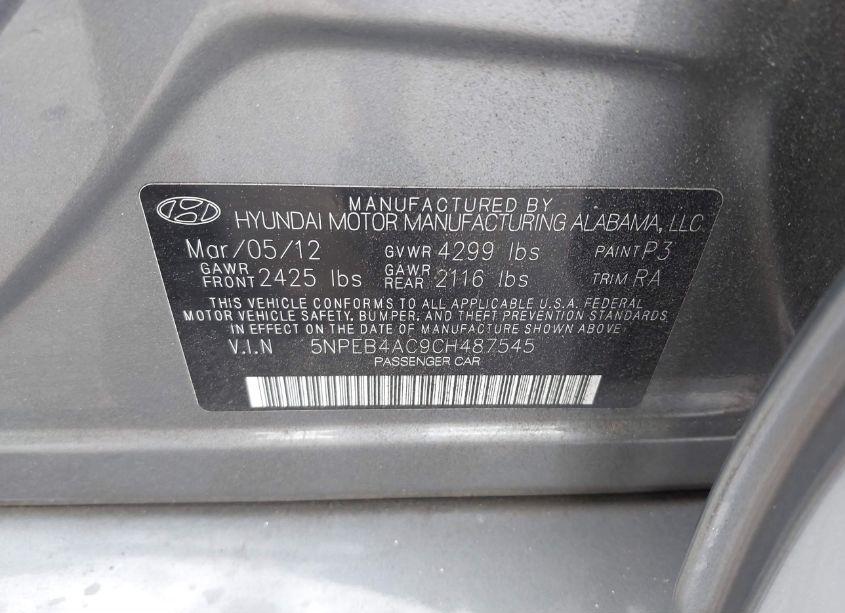 MANUFACTURED BY
HYUNDAI MOTOR MANUFACTURING ALABAMA, LLC
Mar/05/12 GVWR 4299 lbs PAINT P3
GAWR FRONT 2425 lbs GAWR REAR 2116 lbs TRIM RA
THIS VEHICLE CONFORMS TO ALL APPLICABLE U.S.A. FEDERAL
MOTOR VEHICLE SAFETY, BUMPER, AND THEFT PREVENTION STANDARDS
IN EFFECT ON THE DATE OF MANUFACTURE SHOWN ABOVE
V.I.N 5NPEB4AC9CH487545
PASSENGER CAR